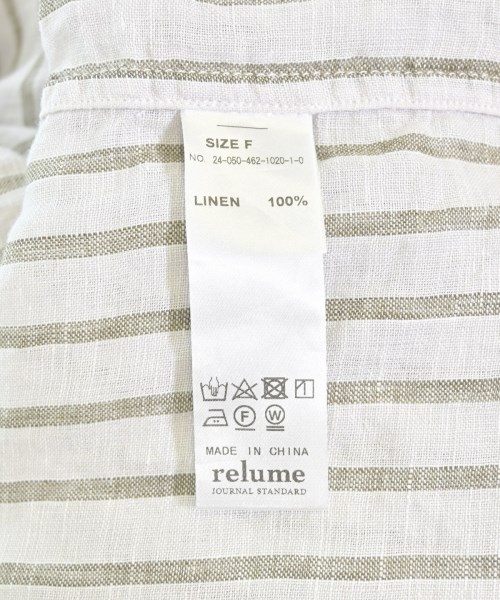 SIZE F
NO. 24-050-462-1020-1-0
LINEN 100%
F W
MADE IN CHINA
relume
JOURNAL STANDARD